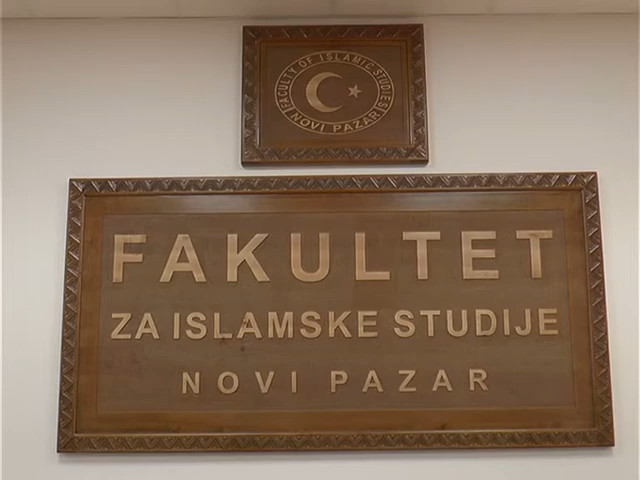 FACULTY OF ISLAMIC STUDIES
NOVI PAZAR
FAKULTET
ZA ISLAMSKE STUDIJE
NOVI PAZAR